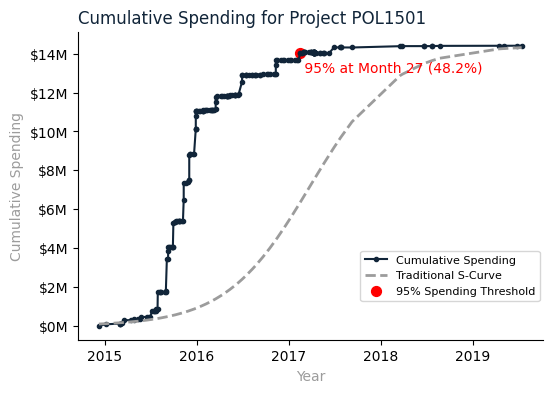 Cumulative Spending for Project POL1501
$14M
$12M
$10M
$8M
$6M
$4M
$2M
$0M
Cumulative Spending
95% at Month 27 (48.2%)
Cumulative Spending
Traditional S-Curve
95% Spending Threshold
2015
2016
2017
2018
2019
Year